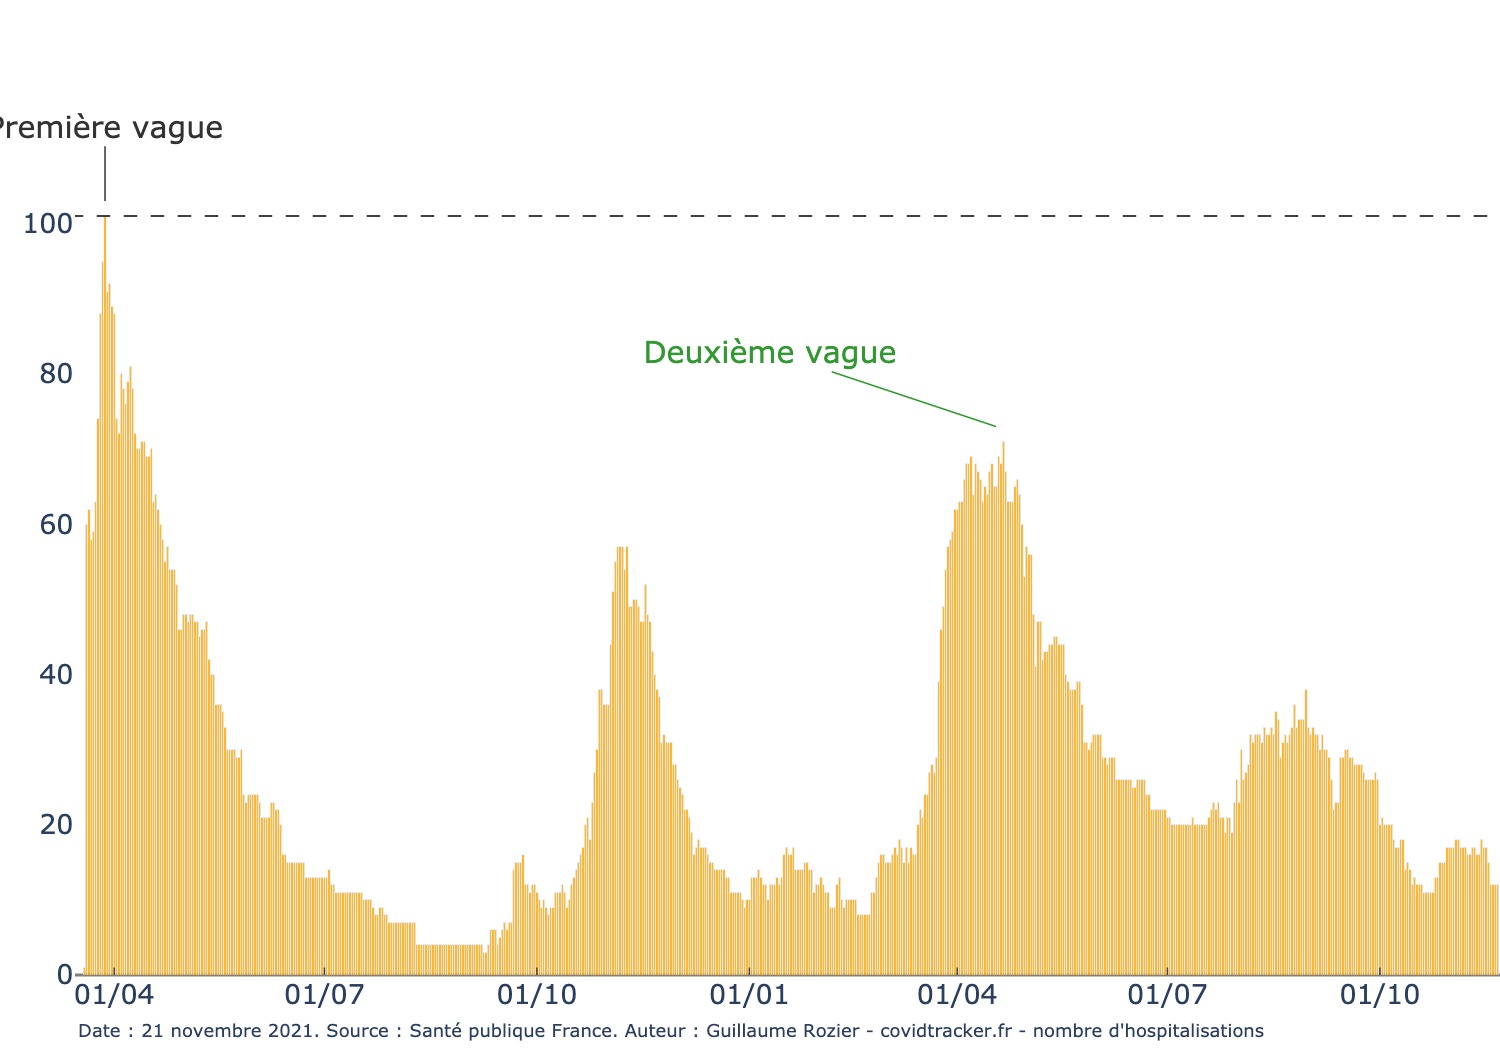 Première vague
100
Deuxième vague
80
60
40
20
0
01/04 01/07 01/10 01/01 01/04 01/07 01/10
Date : 21 novembre 2021. Source : Santé publique France. Auteur : Guillaume Rozier - covidtracker.fr - nombre d'hospitalisations